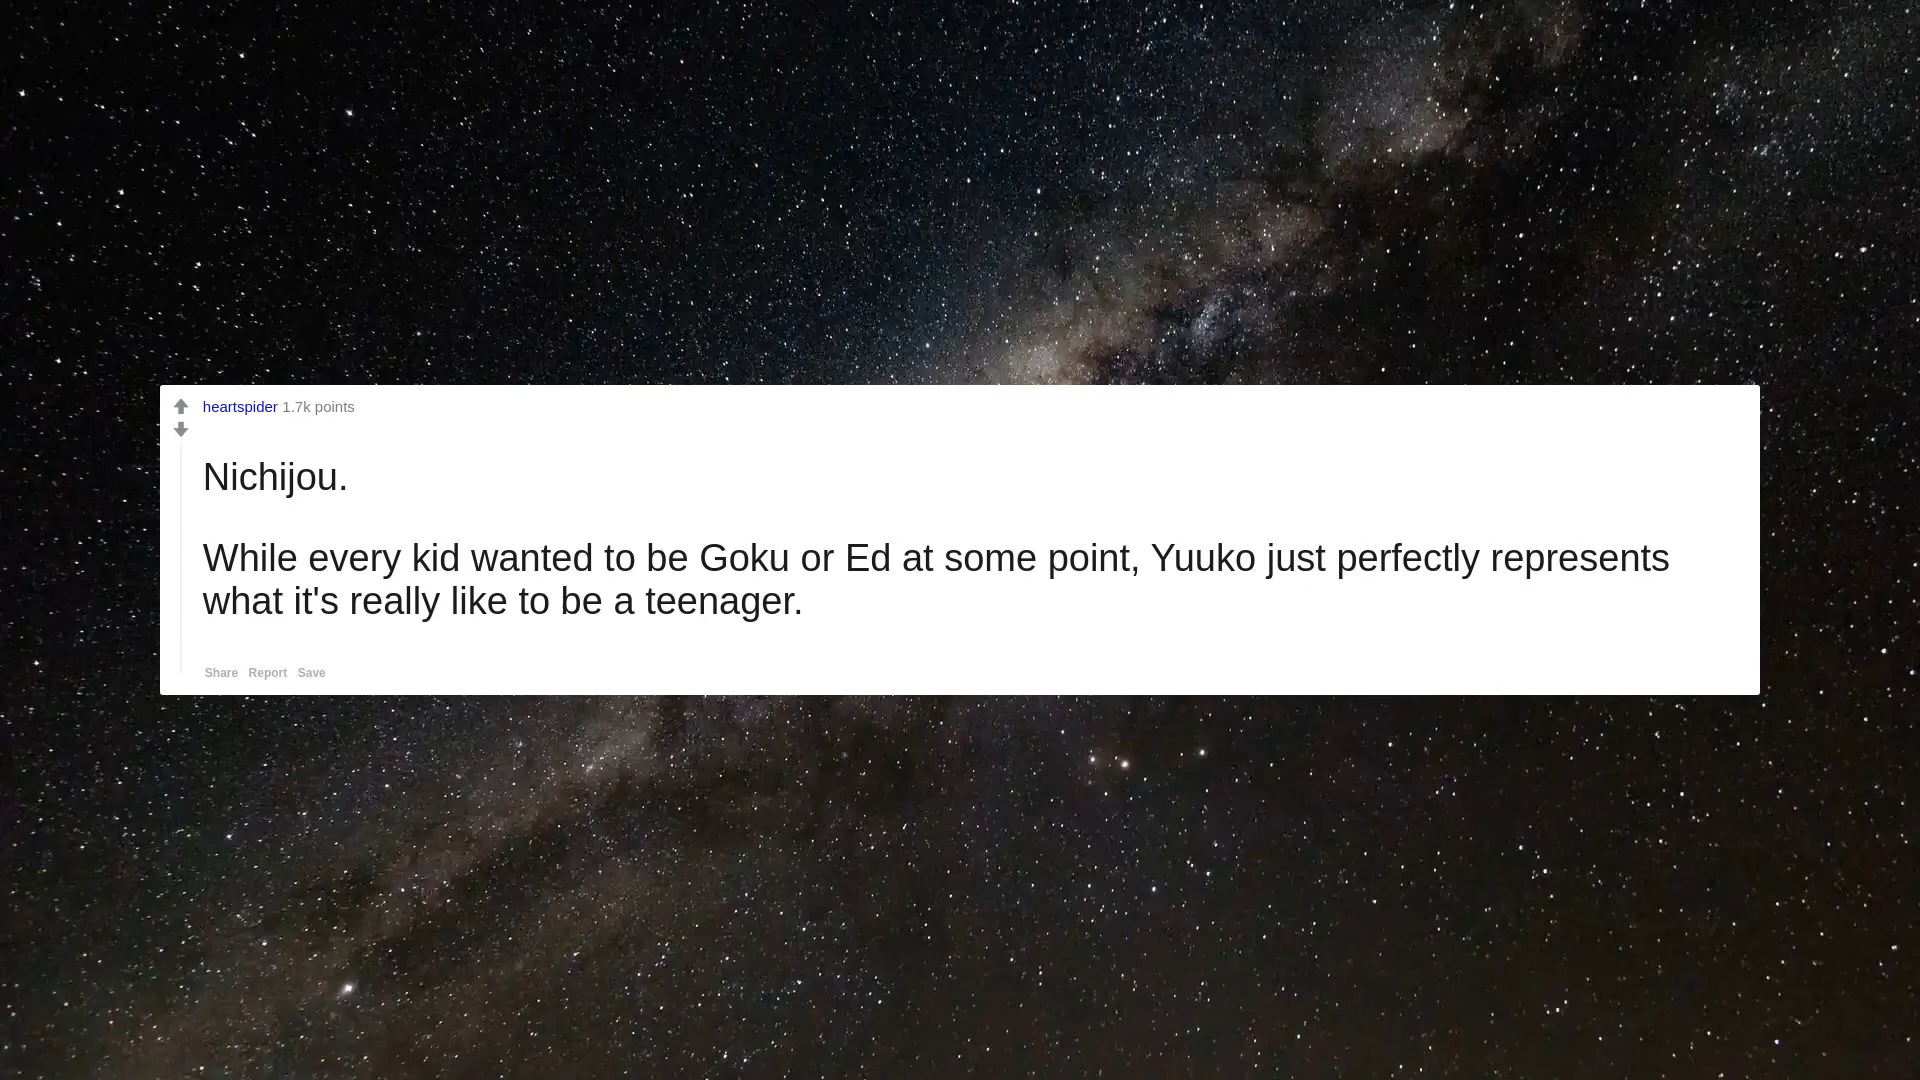 heartspider 1.7k points
Nichijou.
While every kid wanted to be Goku or Ed at some point, Yuuko just perfectly represents
what it's really like to be a teenager.
Share Report Save